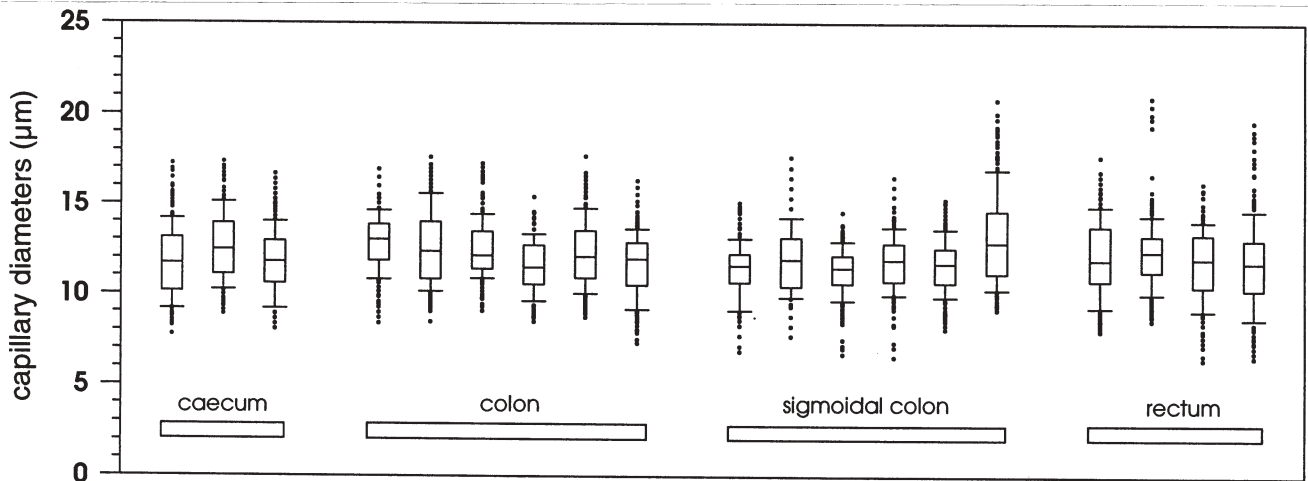 capillary diameters (μm)
25
20
15
10
5
0
caecum
colon
sigmoidal colon
rectum